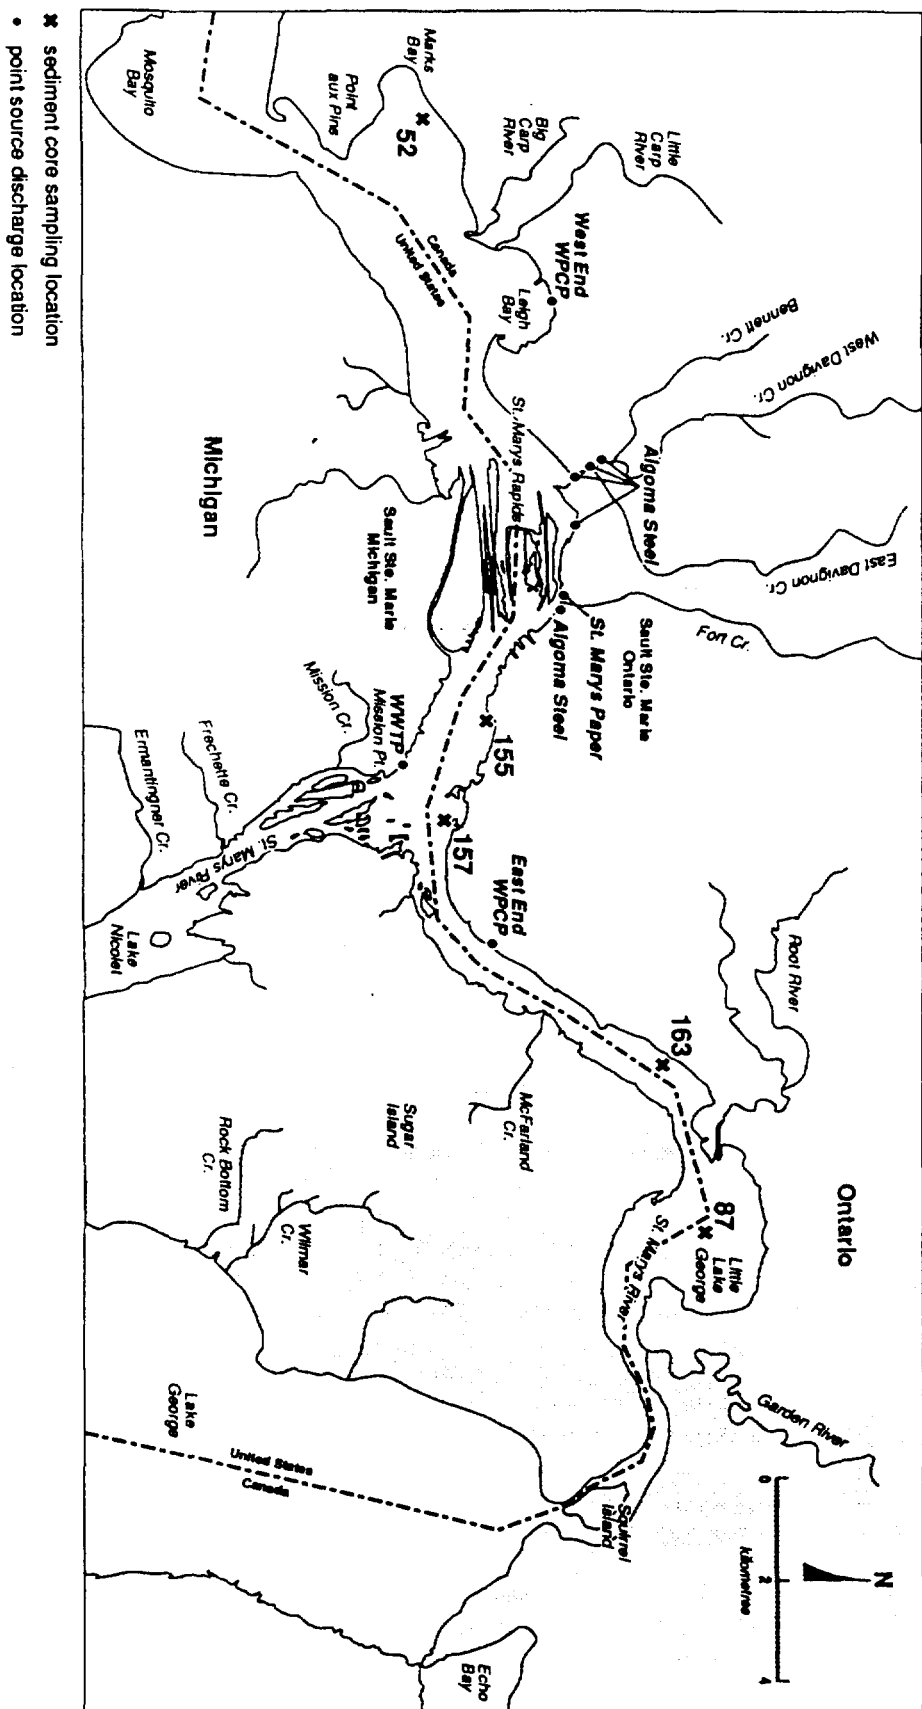 Mosquito
Bay
Marks
Bay
Point
aux Pins
52
Big
Carp
River
Little
Carp
River
West End
WPCP
Leigh
Bay
Canada
United States
Bennett Cr.
West Davignon Cr.
East Davignon Cr.
Fort Cr.
Algoma Steel
St. Marys Rapids
Michigan
Sault Ste. Marie
Michigan
Sault Ste. Marie
Ontario
St. Marys Paper
Algoma Steel
155
157
WWTP
Mission Pt.
Mission Cr.
Frechette Cr.
Ermantingner Cr.
St. Marys River
Lake
Nicolet
East End
WPCP
Root River
163
McFarland
Cr.
Sugar
Island
Rock Bottom
Cr.
Wilmar
Cr.
Ontario
87
Little
Lake
George
St. Marys River
Garden River
Lake
George
United States
Canada
Squirrel
Island
Echo
Bay
N
0 2 4
kilometres
✖ sediment core sampling location
• point source discharge location